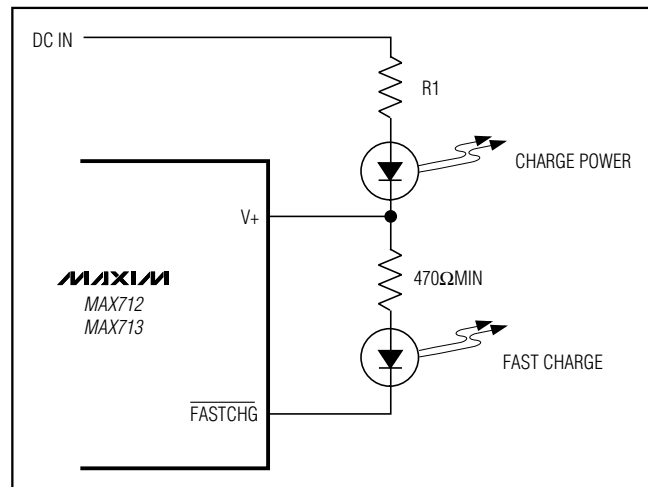 DC IN
R1
CHARGE POWER
V+
MAXIM
MAX712
MAX713
470ΩMIN
FAST CHARGE
FASTCHG